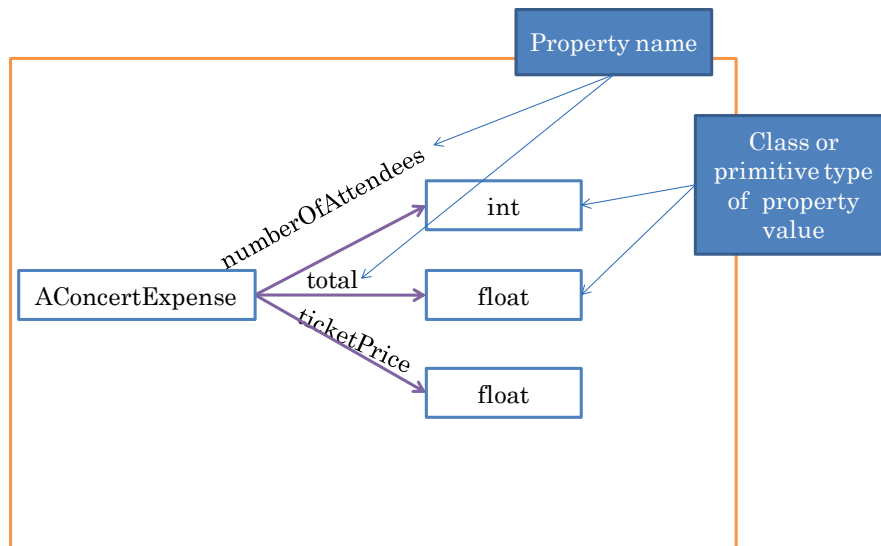 Property name
Class or
primitive type
of property
value
numberOfAttendees
int
AConcertExpense
total
float
ticketPrice
float